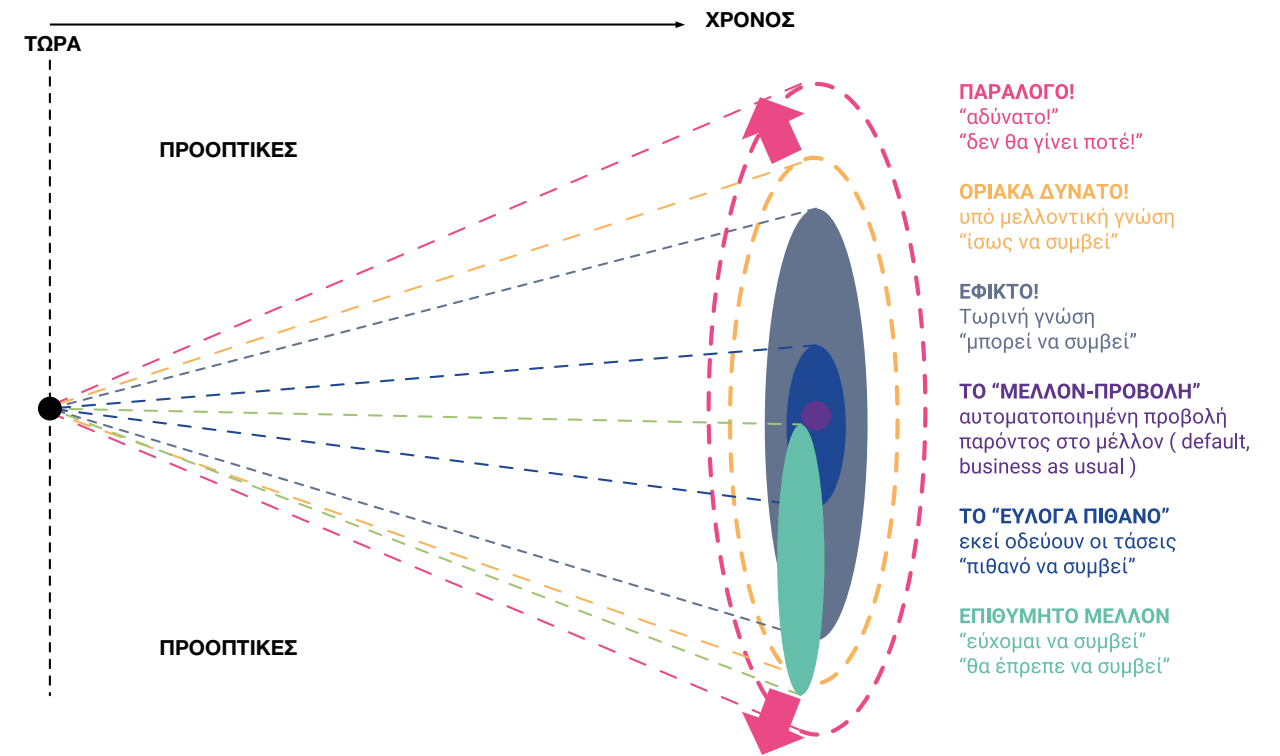 ΧΡΟΝΟΣ
ΤΩΡΑ
ΠΡΟΟΠΤΙΚΕΣ
ΠΡΟΟΠΤΙΚΕΣ
ΠΑΡΑΛΟΓΟ!
“αδύνατο!”
“δεν θα γίνει ποτέ!”
ΟΡΙΑΚΑ ΔΥΝΑΤΟ!
υπό μελλοντική γνώση
“ίσως να συμβεί”
ΕΦΙΚΤΟ!
Τωρινή γνώση
“μπορεί να συμβεί”
ΤΟ “ΜΕΛΛΟΝ-ΠΡΟΒΟΛΗ”
αυτοματοποιημένη προβολή
παρόντος στο μέλλον ( default,
business as usual )
ΤΟ “ΕΥΛΟΓΑ ΠΙΘΑΝΟ”
εκεί οδεύουν οι τάσεις
“πιθανό να συμβεί”
ΕΠΙΘΥΜΗΤΟ ΜΕΛΛΟΝ
“εύχομαι να συμβεί”
“θα έπρεπε να συμβεί”